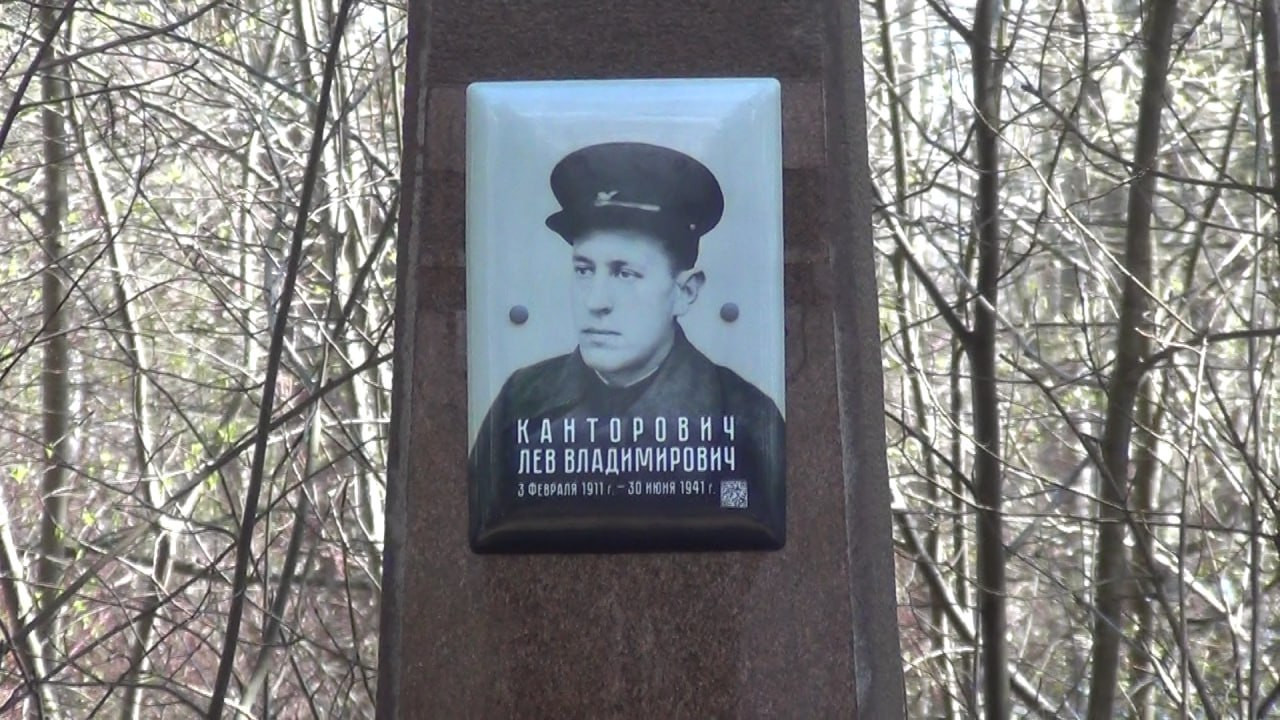 КАНТОРОВИЧ
ЛЕВ ВЛАДИМИРОВИЧ
3 ФЕВРАЛЯ 1911 г. – 30 ИЮНЯ 1941 г.